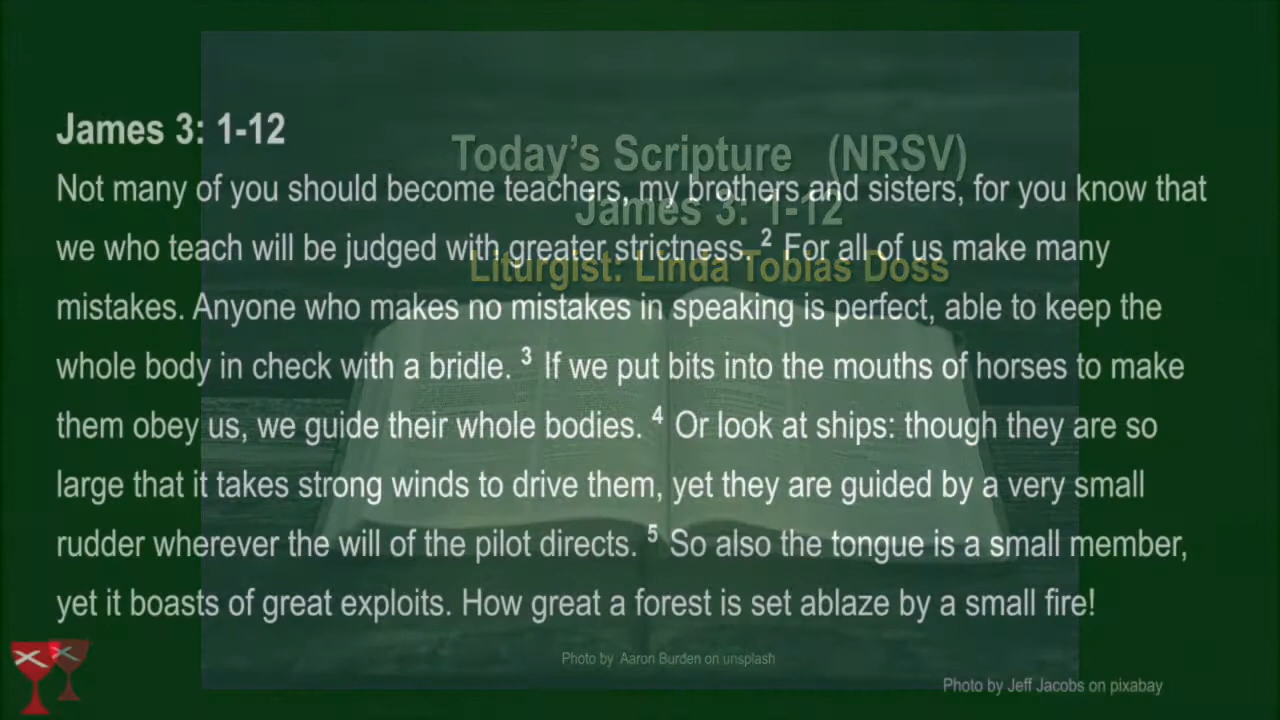 James 3: 1-12
Today's Scripture (NRSV)
James 3: 1-12
Liturgist: Linda Tobias Doss
Not many of you should become teachers, my brothers and sisters, for you know that
we who teach will be judged with greater strictness. 2 For all of us make many
mistakes. Anyone who makes no mistakes in speaking is perfect, able to keep the
whole body in check with a bridle. 3 If we put bits into the mouths of horses to make
them obey us, we guide their whole bodies. 4 Or look at ships: though they are so
large that it takes strong winds to drive them, yet they are guided by a very small
rudder wherever the will of the pilot directs. 5 So also the tongue is a small member,
yet it boasts of great exploits. How great a forest is set ablaze by a small fire!
Photo by Aaron Burden on unsplash
Photo by Jeff Jacobs on pixabay